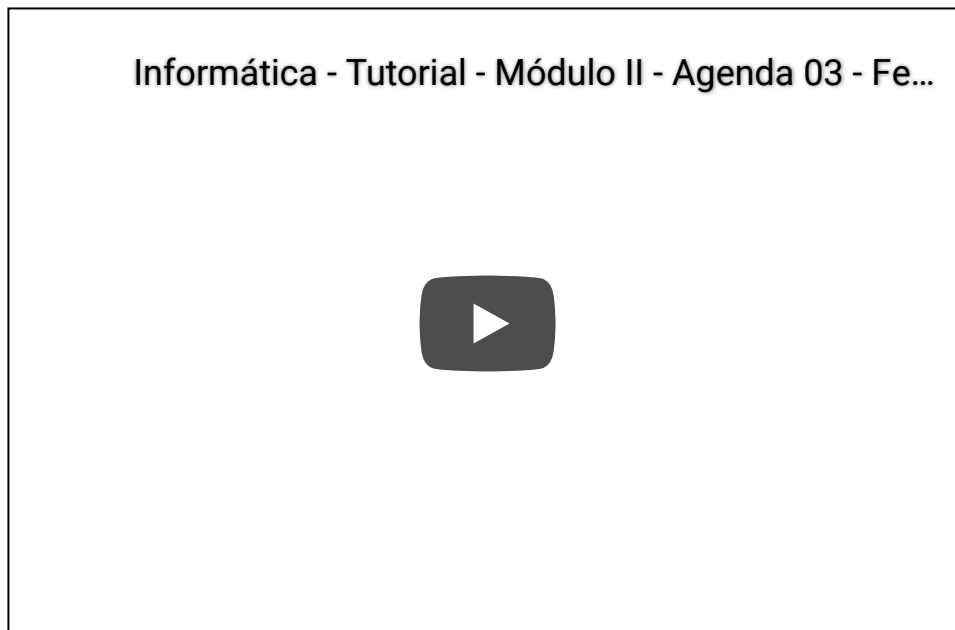 Informática - Tutorial - Módulo II - Agenda 03 - Fe…